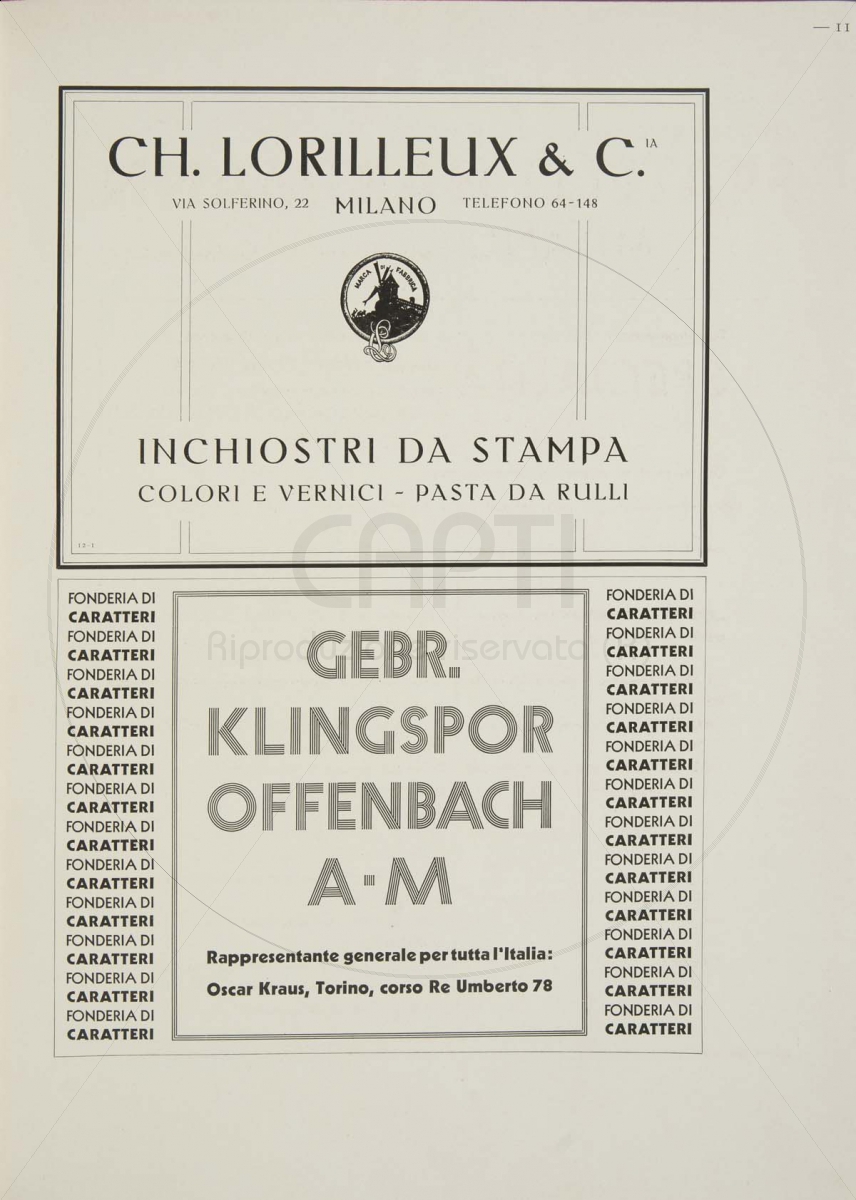 — II
CH. LORILLEUX & C.IA
VIA SOLFERINO, 22 MILANO TELEFONO 64-148
MARCA DI FABBRICA
INCHIOSTRI DA STAMPA
COLORI E VERNICI - PASTA DA RULLI
CAPTI
Riproduzione riservata
FONDERIA DI
CARATTERI
FONDERIA DI
CARATTERI
FONDERIA DI
CARATTERI
FONDERIA DI
CARATTERI
FONDERIA DI
CARATTERI
FONDERIA DI
CARATTERI
FONDERIA DI
CARATTERI
FONDERIA DI
CARATTERI
FONDERIA DI
CARATTERI
FONDERIA DI
CARATTERI
FONDERIA DI
CARATTERI
FONDERIA DI
CARATTERI
GEBR.
KLINGSPOR
OFFENBACH
A·M
Rappresentante generale per tutta l'Italia:
Oscar Kraus, Torino, corso Re Umberto 78
FONDERIA DI
CARATTERI
FONDERIA DI
CARATTERI
FONDERIA DI
CARATTERI
FONDERIA DI
CARATTERI
FONDERIA DI
CARATTERI
FONDERIA DI
CARATTERI
FONDERIA DI
CARATTERI
FONDERIA DI
CARATTERI
FONDERIA DI
CARATTERI
FONDERIA DI
CARATTERI
FONDERIA DI
CARATTERI
FONDERIA DI
CARATTERI